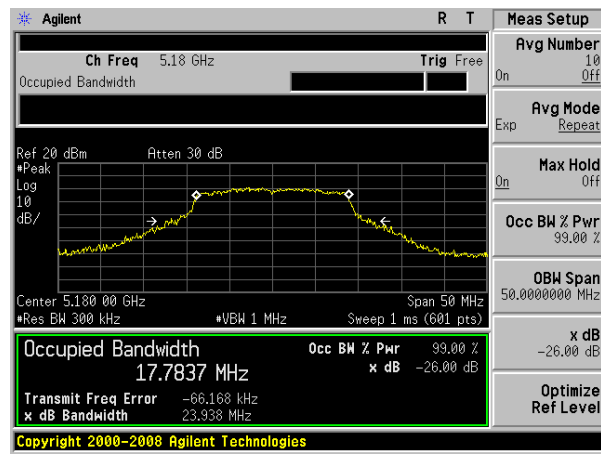 Agilent R T
Ch Freq 5.18 GHz Trig Free
Occupied Bandwidth
Ref 20 dBm Atten 30 dB
#Peak
Log
10
dB/
Center 5.180 00 GHz Span 50 MHz
#Res BW 300 kHz #VBW 1 MHz Sweep 1 ms (601 pts)
Occupied Bandwidth Occ BW % Pwr 99.00 %
17.7837 MHz x dB -26.00 dB
Transmit Freq Error -66.168 kHz
x dB Bandwidth 23.938 MHz
Copyright 2000-2008 Agilent Technologies
Meas Setup
Avg Number
10
On Off
Avg Mode
Exp Repeat
Max Hold
On Off
Occ BW % Pwr
99.00 %
OBW Span
50.0000000 MHz
x dB
-26.00 dB
Optimize
Ref Level